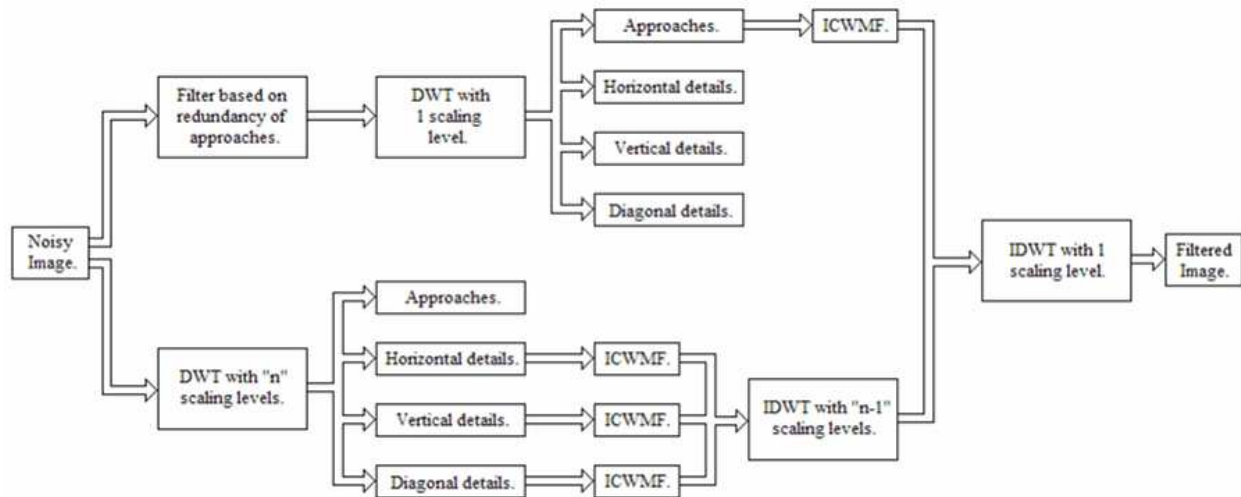 Noisy
Image.
Filter based on
redundancy of
approaches.
DWT with
1 scaling
level.
Approaches.
ICWMF.
Horizontal details.
Vertical details.
Diagonal details.
DWT with "n"
scaling levels.
Approaches.
Horizontal details.
ICWMF.
Vertical details.
ICWMF.
Diagonal details.
ICWMF.
IDWT with "n-1"
scaling levels.
IDWT with 1
scaling level.
Filtered
Image.